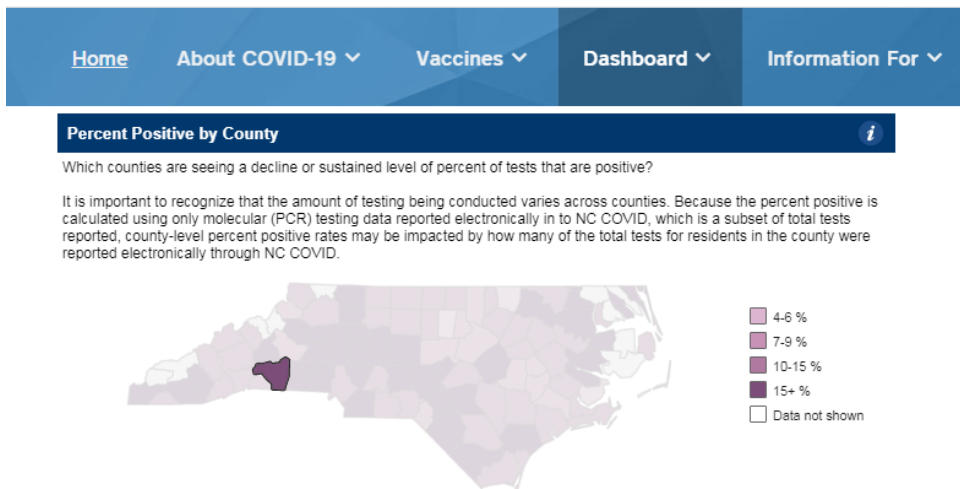 Home About COVID-19 Vaccines Dashboard Information For
Percent Positive by County i
Which counties are seeing a decline or sustained level of percent of tests that are positive?
It is important to recognize that the amount of testing being conducted varies across counties. Because the percent positive is
calculated using only molecular (PCR) testing data reported electronically in to NC COVID, which is a subset of total tests
reported, county-level percent positive rates may be impacted by how many of the total tests for residents in the county were
reported electronically through NC COVID.
4-6 %
7-9 %
10-15 %
15+ %
Data not shown